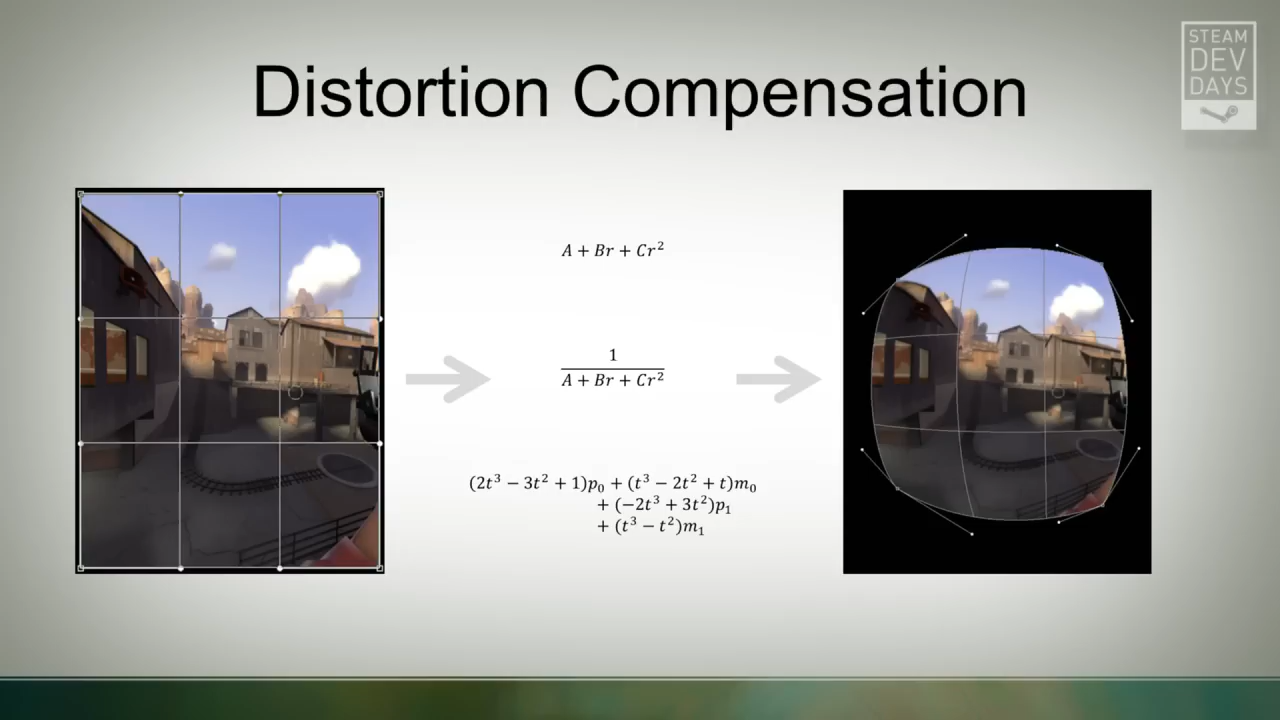 Distortion Compensation
STEAM
DEV
DAYS
A + Br + Cr²
1
A + Br + Cr²
(2t³ − 3t² + 1)p₀ + (t³ − 2t² + t)m₀
+ (−2t³ + 3t²)p₁
+ (t³ − t²)m₁